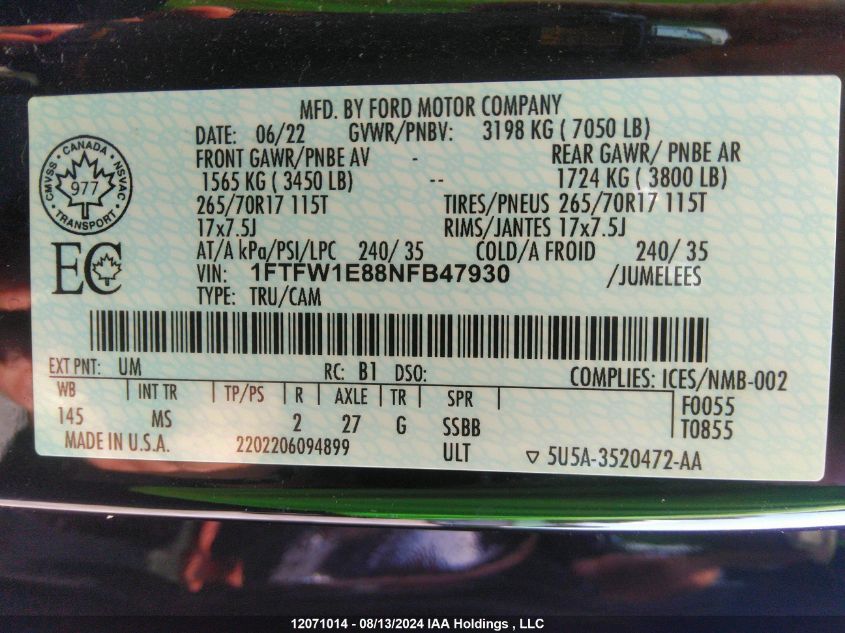 MFD. BY FORD MOTOR COMPANY
DATE: 06/22 GVWR/PNBV: 3198 KG ( 7050 LB)
FRONT GAWR/PNBE AV - REAR GAWR/ PNBE AR
1565 KG ( 3450 LB) -- 1724 KG ( 3800 LB)
265/70R17 115T TIRES/PNEUS 265/70R17 115T
17x7.5J RIMS/JANTES 17x7.5J
AT/A kPa/PSI/LPC 240/ 35 COLD/A FROID 240/ 35
VIN: 1FTFW1E88NFB47930 /JUMELEES
TYPE: TRU/CAM
CMVSS · CANADA · NSVAC · TRANSPORT ·
977
EC
EXT PNT: UM RC: B1 DSO: COMPLIES: ICES/NMB-002
WB INT TR TP/PS R AXLE TR SPR F0055
145 MS 2 27 G SSBB T0855
MADE IN U.S.A. 2202206094899 ULT ▽ 5U5A-3520472-AA
12071014 - 08/13/2024 IAA Holdings , LLC